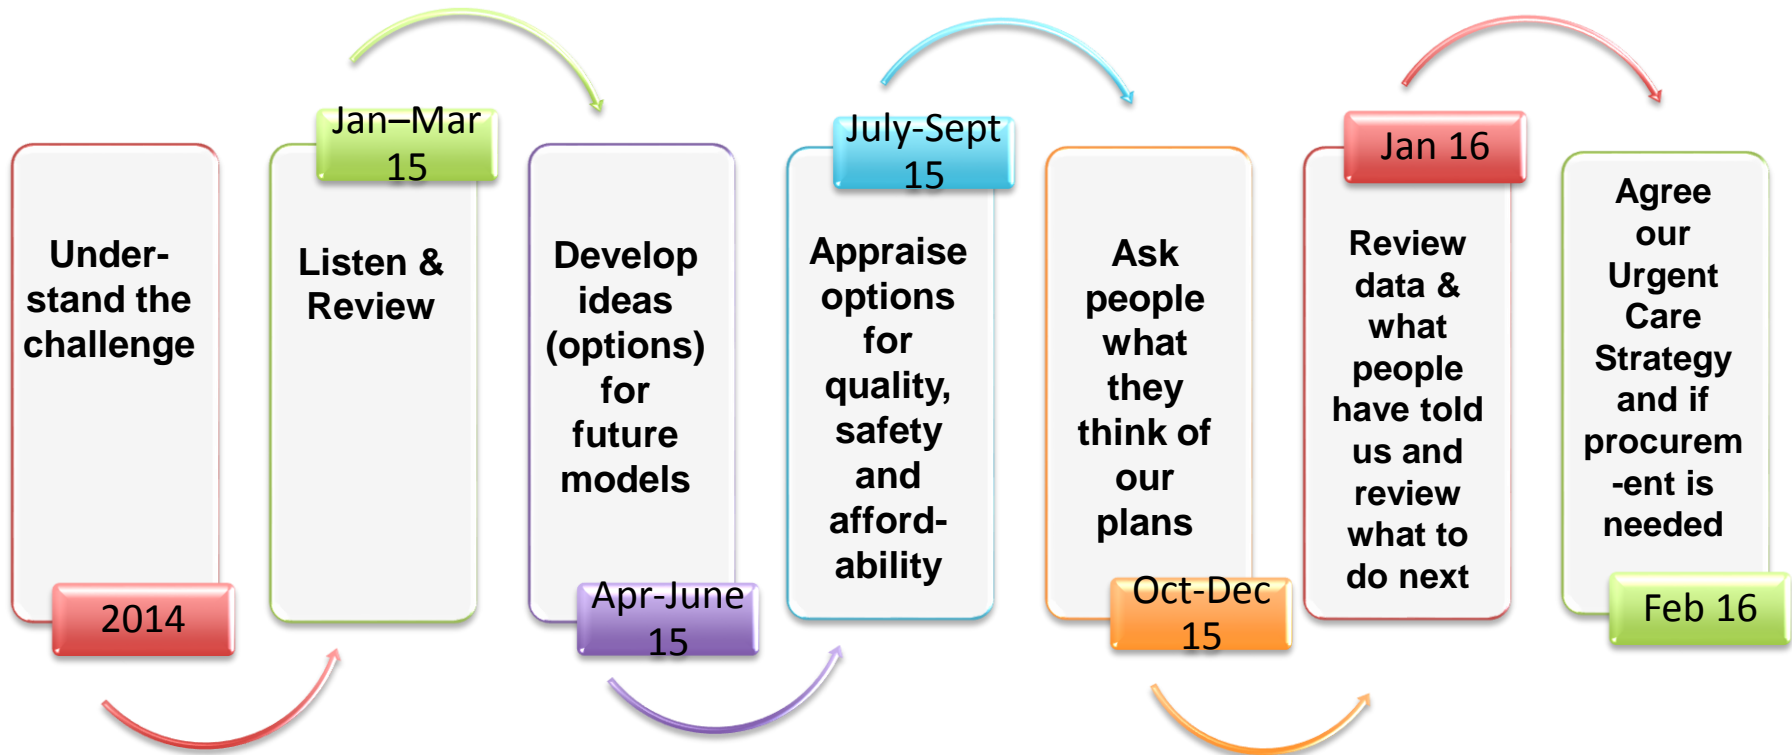 Under-
stand the
challenge
2014
Jan–Mar
15
Listen &
Review
Develop
ideas
(options)
for
future
models
Apr-June
15
July-Sept
15
Appraise
options
for
quality,
safety
and
afford-
ability
Ask
people
what
they
think of
our
plans
Oct-Dec
15
Jan 16
Review
data &
what
people
have told
us and
review
what to
do next
Agree
our
Urgent
Care
Strategy
and if
procurem
-ent is
needed
Feb 16